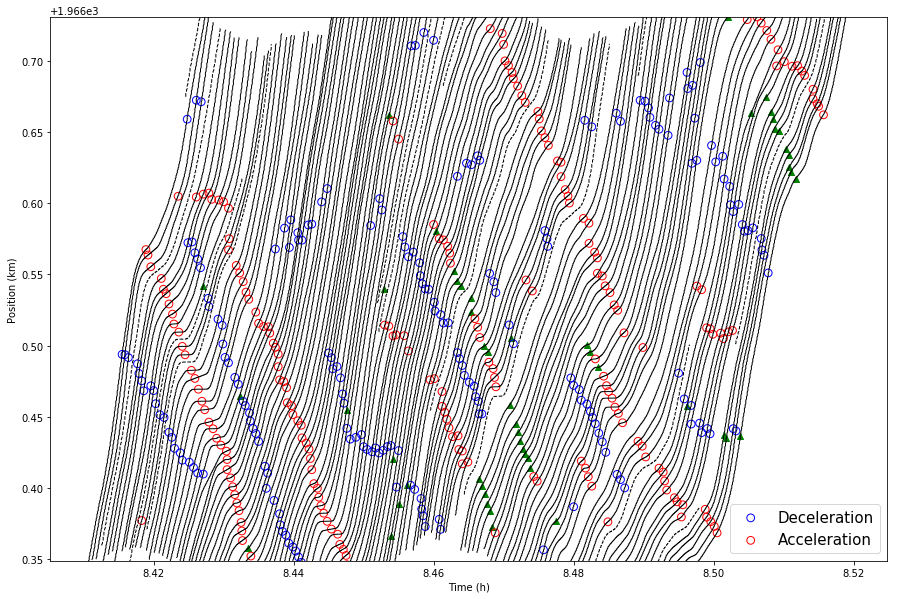 +1.966e3
0.70
0.65
0.60
0.55
0.50
0.45
0.40
0.35
Position (km)
8.42 8.44 8.46 8.48 8.50 8.52
Time (h)
Deceleration
Acceleration